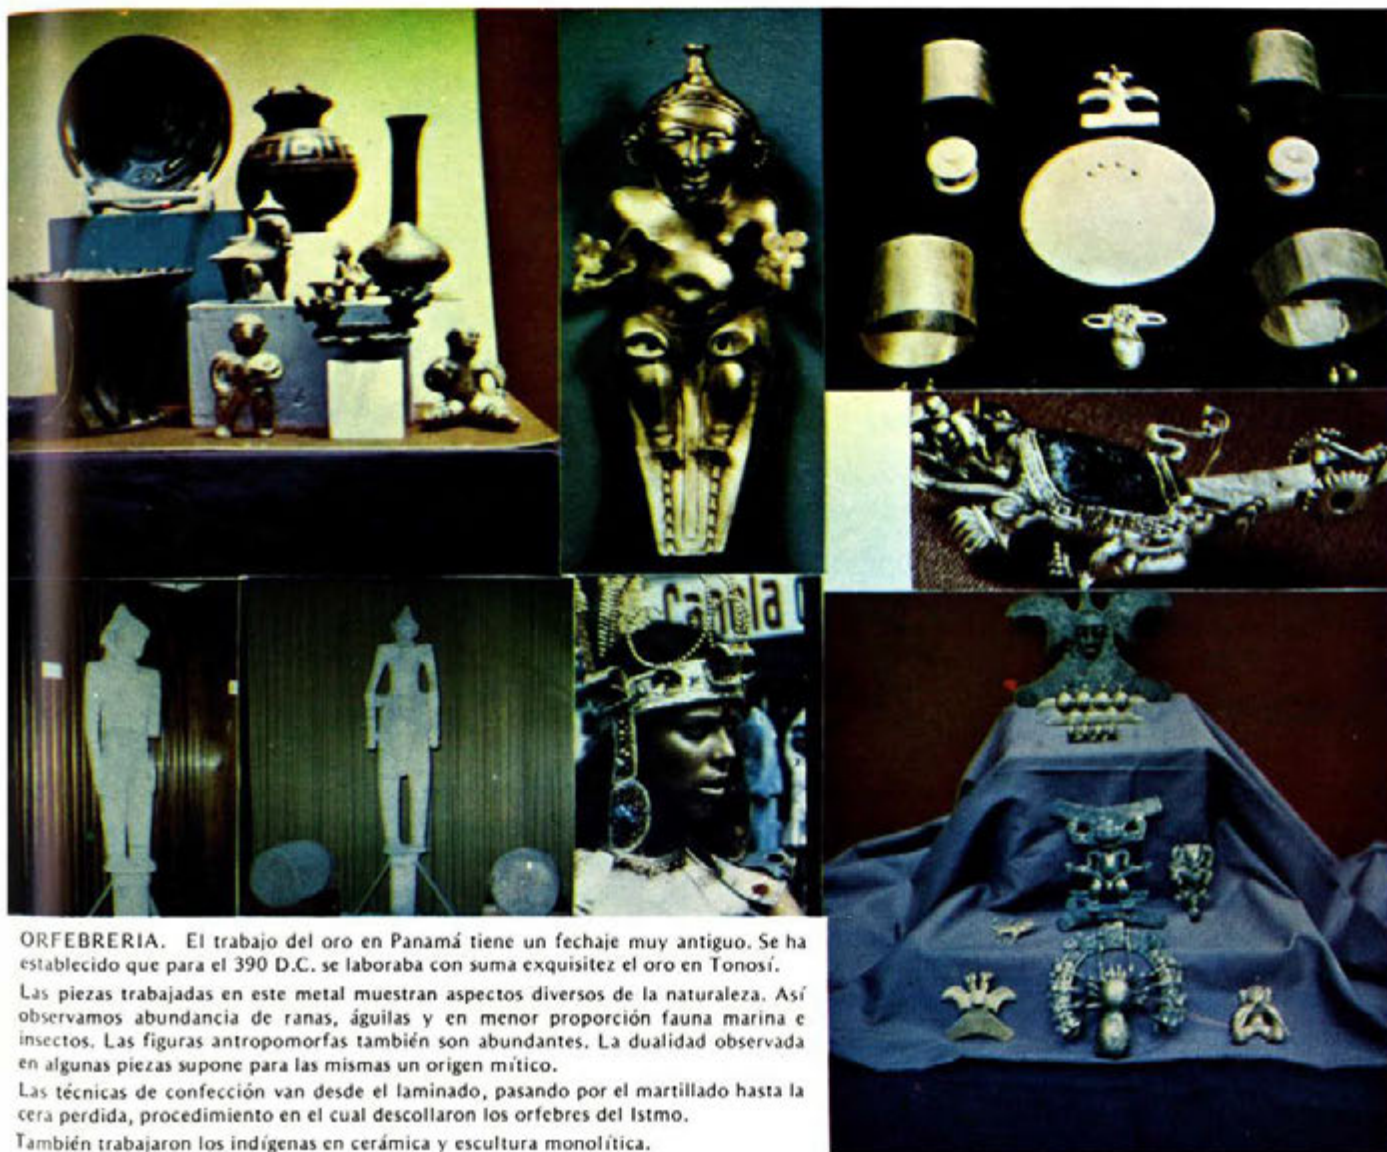 Canela
ORFEBRERIA. El trabajo del oro en Panamá tiene un fechaje muy antiguo. Se ha
establecido que para el 390 D.C. se laboraba con suma exquisitez el oro en Tonosí.
Las piezas trabajadas en este metal muestran aspectos diversos de la naturaleza. Así
observamos abundancia de ranas, águilas y en menor proporción fauna marina e
insectos. Las figuras antropomorfas también son abundantes. La dualidad observada
en algunas piezas supone para las mismas un origen mítico.
Las técnicas de confección van desde el laminado, pasando por el martillado hasta la
cera perdida, procedimiento en el cual descollaron los orfebres del Istmo.
También trabajaron los indígenas en cerámica y escultura monolítica.